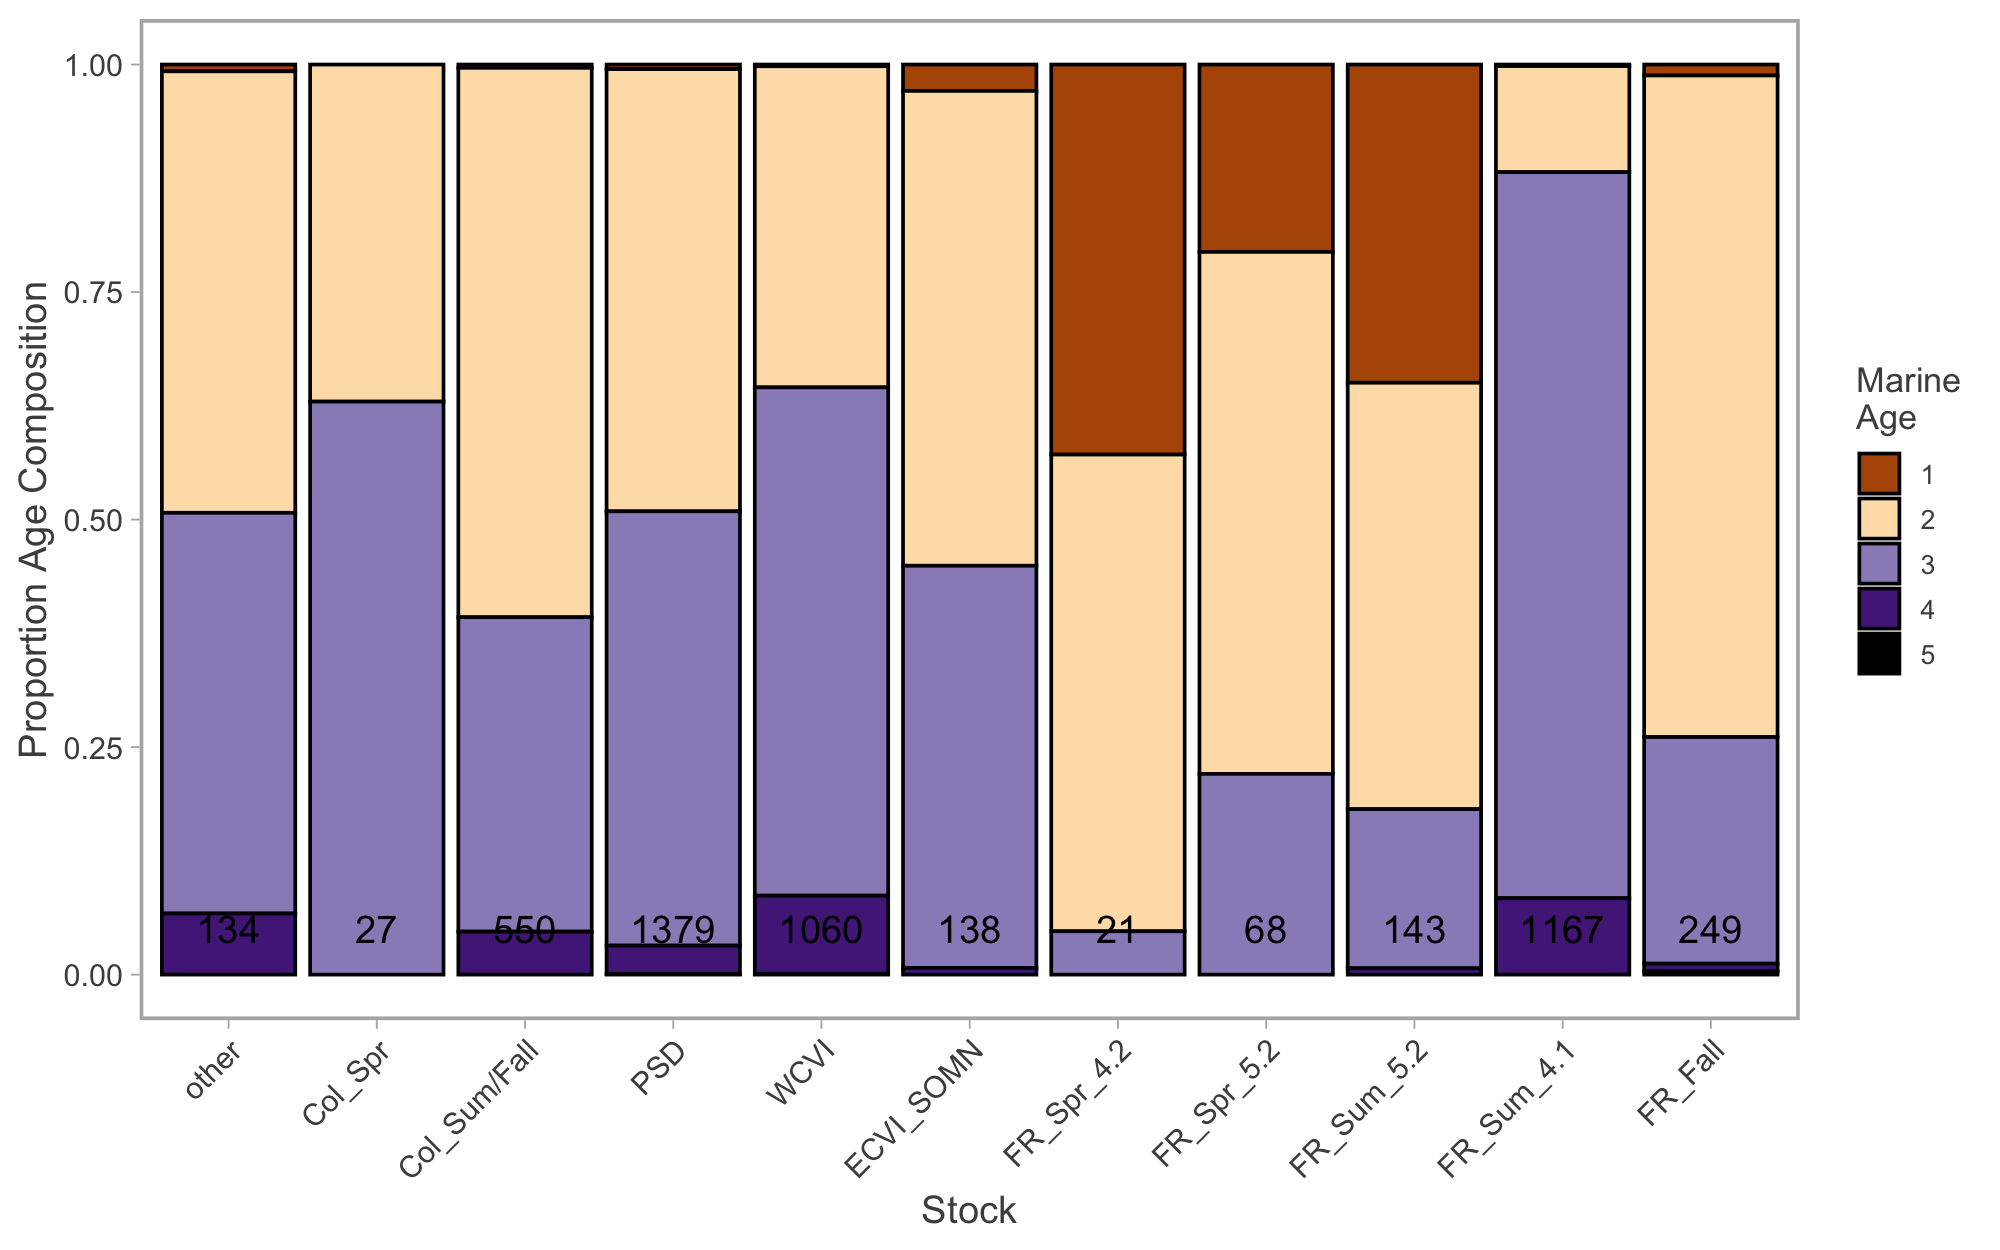 1.00
0.75
0.50
0.25
0.00
Proportion Age Composition
134 27 550 1379 1060 138 21 68 143 1167 249
other Col_Spr Col_Sum/Fall PSD WCVI ECVI_SOMN FR_Spr_4.2 FR_Spr_5.2 FR_Sum_5.2 FR_Sum_4.1 FR_Fall
Stock
Marine
Age
1
2
3
4
5